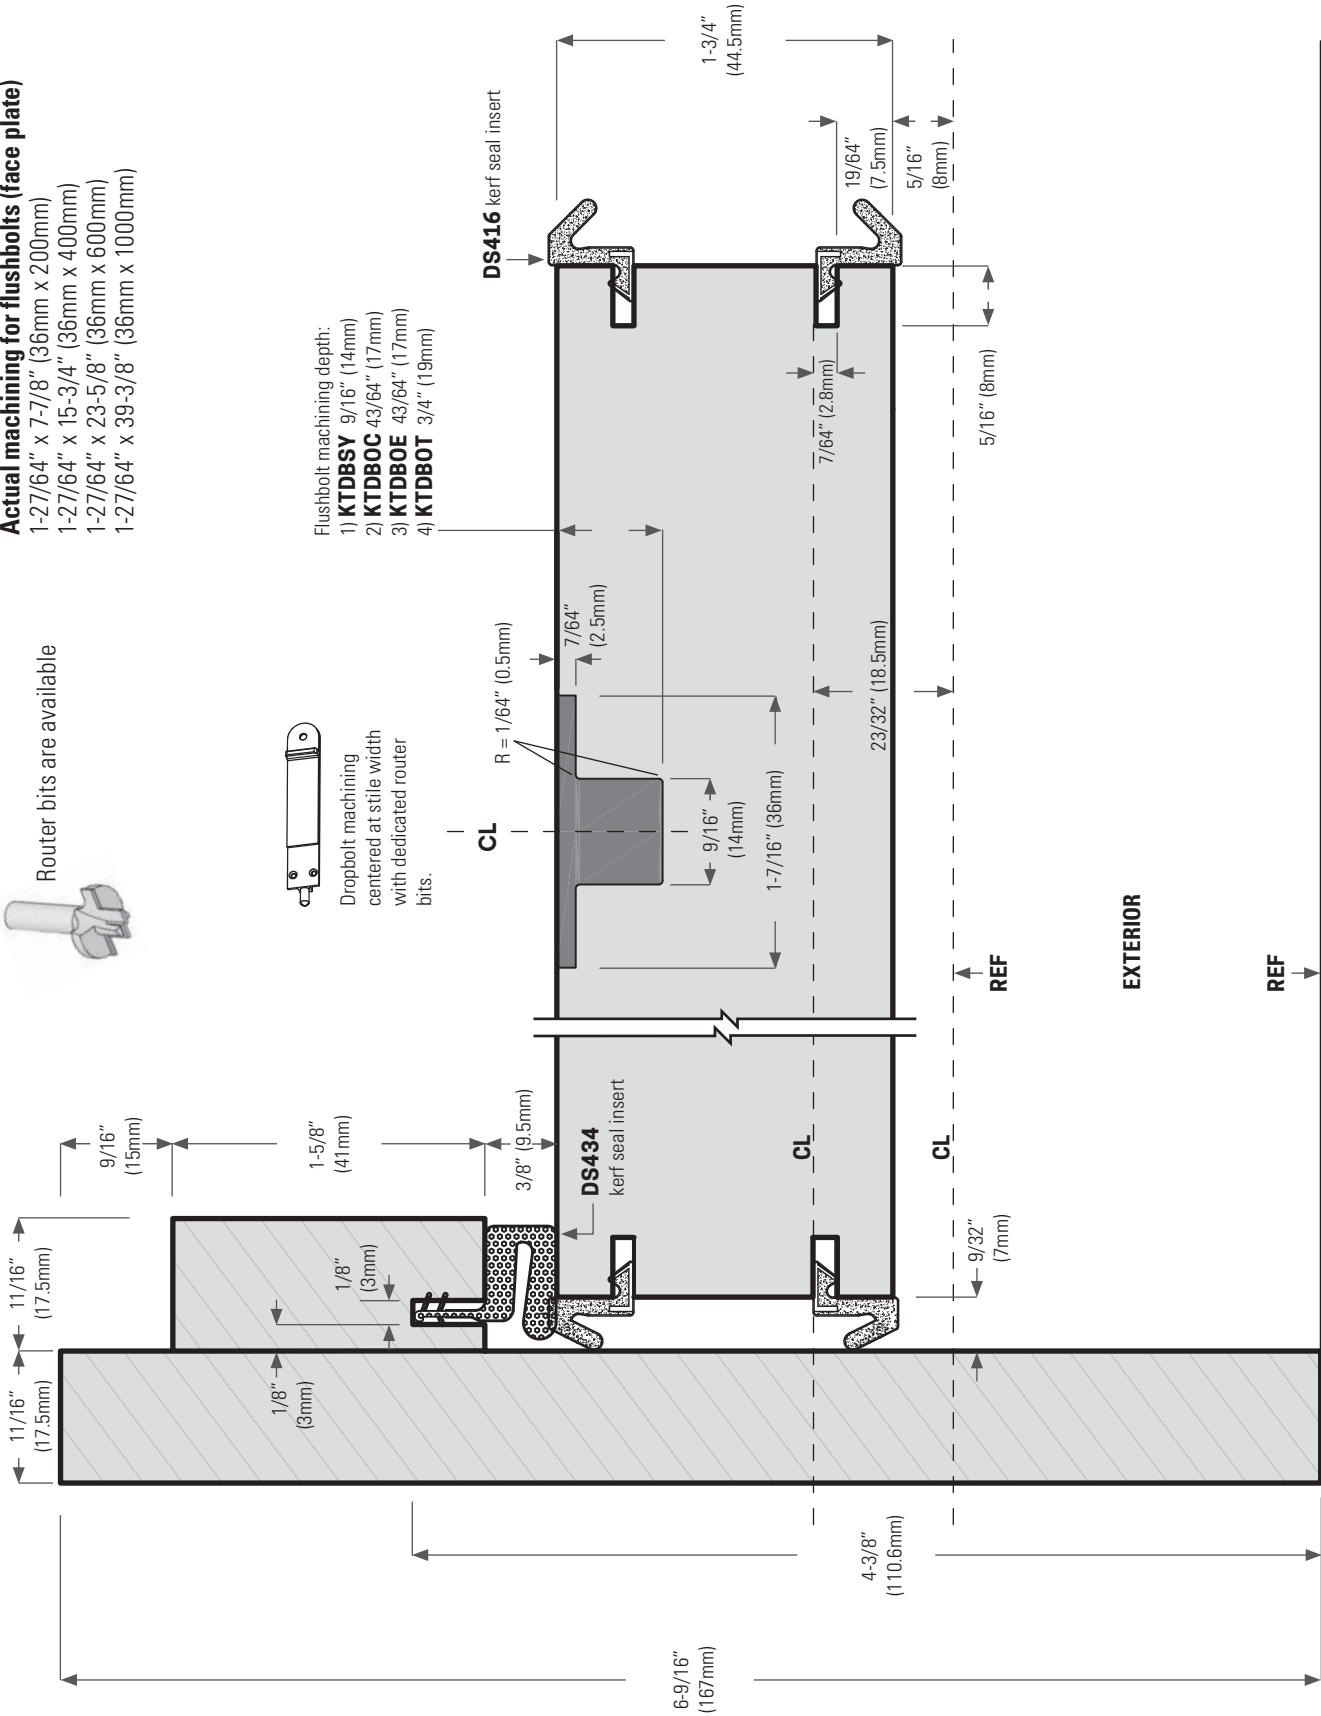 Actual machining for flushbolts (face plate)
1-27/64" x 7-7/8" (36mm x 200mm)
1-27/64" x 15-3/4" (36mm x 400mm)
1-27/64" x 23-5/8" (36mm x 600mm)
1-27/64" x 39-3/8" (36mm x 1000mm)
Router bits are available
Flushbolt machining depth:
1) KTDBSY 9/16" (14mm)
2) KTDBOC 43/64" (17mm)
3) KTDBOE 43/64" (17mm)
4) KTDBOT 3/4" (19mm)
Dropbolt machining
centered at stile width
with dedicated router
bits.
DS416 kerf seal insert
1-3/4"
(44.5mm)
19/64"
(7.5mm)
5/16"
(8mm)
5/16" (8mm)
7/64" (2.8mm)
7/64"
(2.5mm)
R = 1/64" (0.5mm)
CL
9/16"
(14mm)
1-7/16" (36mm)
23/32" (18.5mm)
REF
EXTERIOR
REF
9/16"
(15mm)
1-5/8"
(41mm)
3/8" (9.5mm)
DS434
kerf seal insert
CL
CL
11/16"
(17.5mm)
11/16"
(17.5mm)
1/8"
(3mm)
1/8"
(3mm)
9/32"
(7mm)
4-3/8"
(110.6mm)
6-9/16"
(167mm)